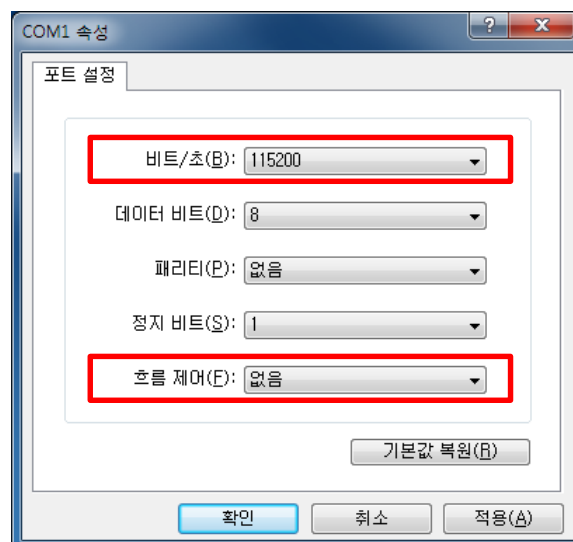 COM1 속성
포트 설정
비트/초(B): 115200
데이터 비트(D): 8
패리티(P): 없음
정지 비트(S): 1
흐름 제어(F): 없음
기본값 복원(R)
확인 취소 적용(A)